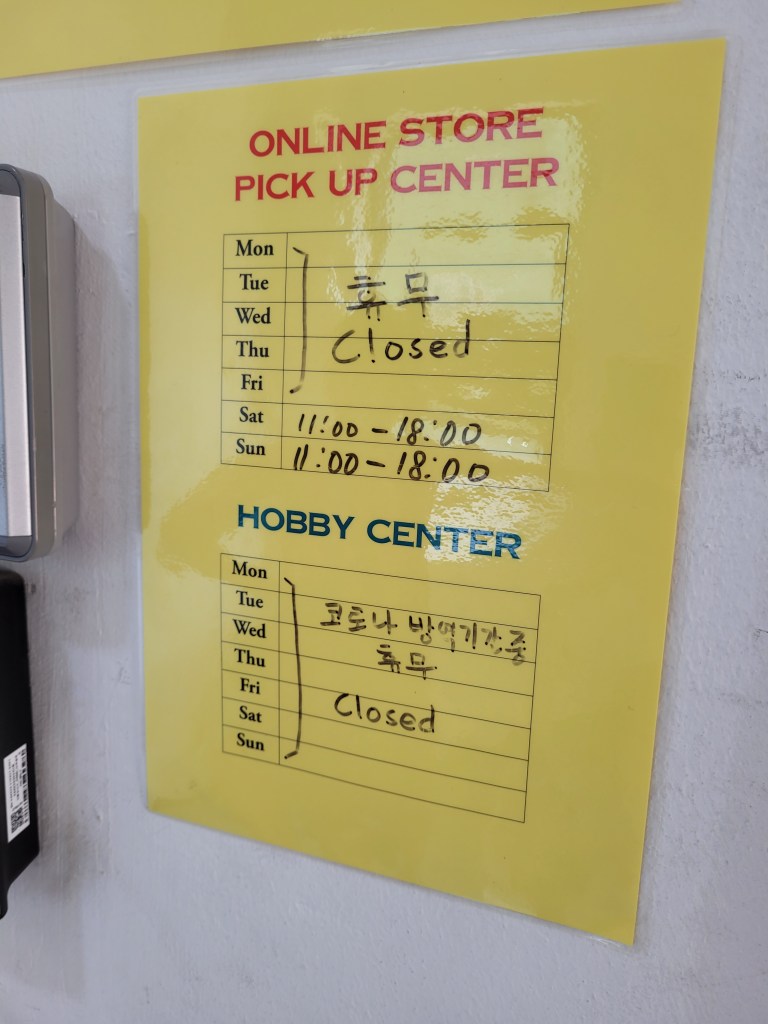 ONLINE STORE
PICK UP CENTER
Mon
Tue 휴무
Wed
Thu Closed
Fri
Sat 11:00 - 18:00
Sun 11:00 - 18:00
HOBBY CENTER
Mon
Tue 코로나 방역기간중
Wed 휴무
Thu
Fri Closed
Sat
Sun